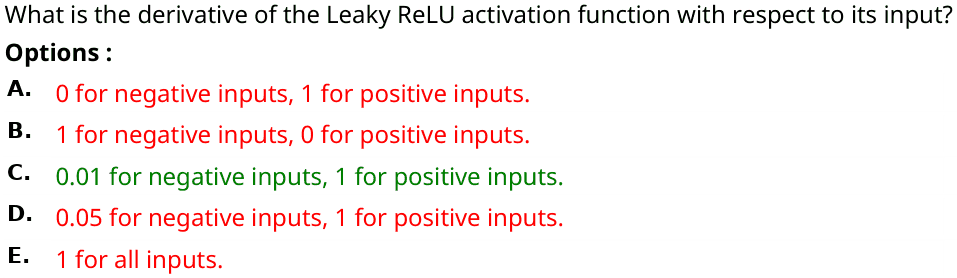 What is the derivative of the Leaky ReLU activation function with respect to its input?
Options :
A. 0 for negative inputs, 1 for positive inputs.
B. 1 for negative inputs, 0 for positive inputs.
C. 0.01 for negative inputs, 1 for positive inputs.
D. 0.05 for negative inputs, 1 for positive inputs.
E. 1 for all inputs.